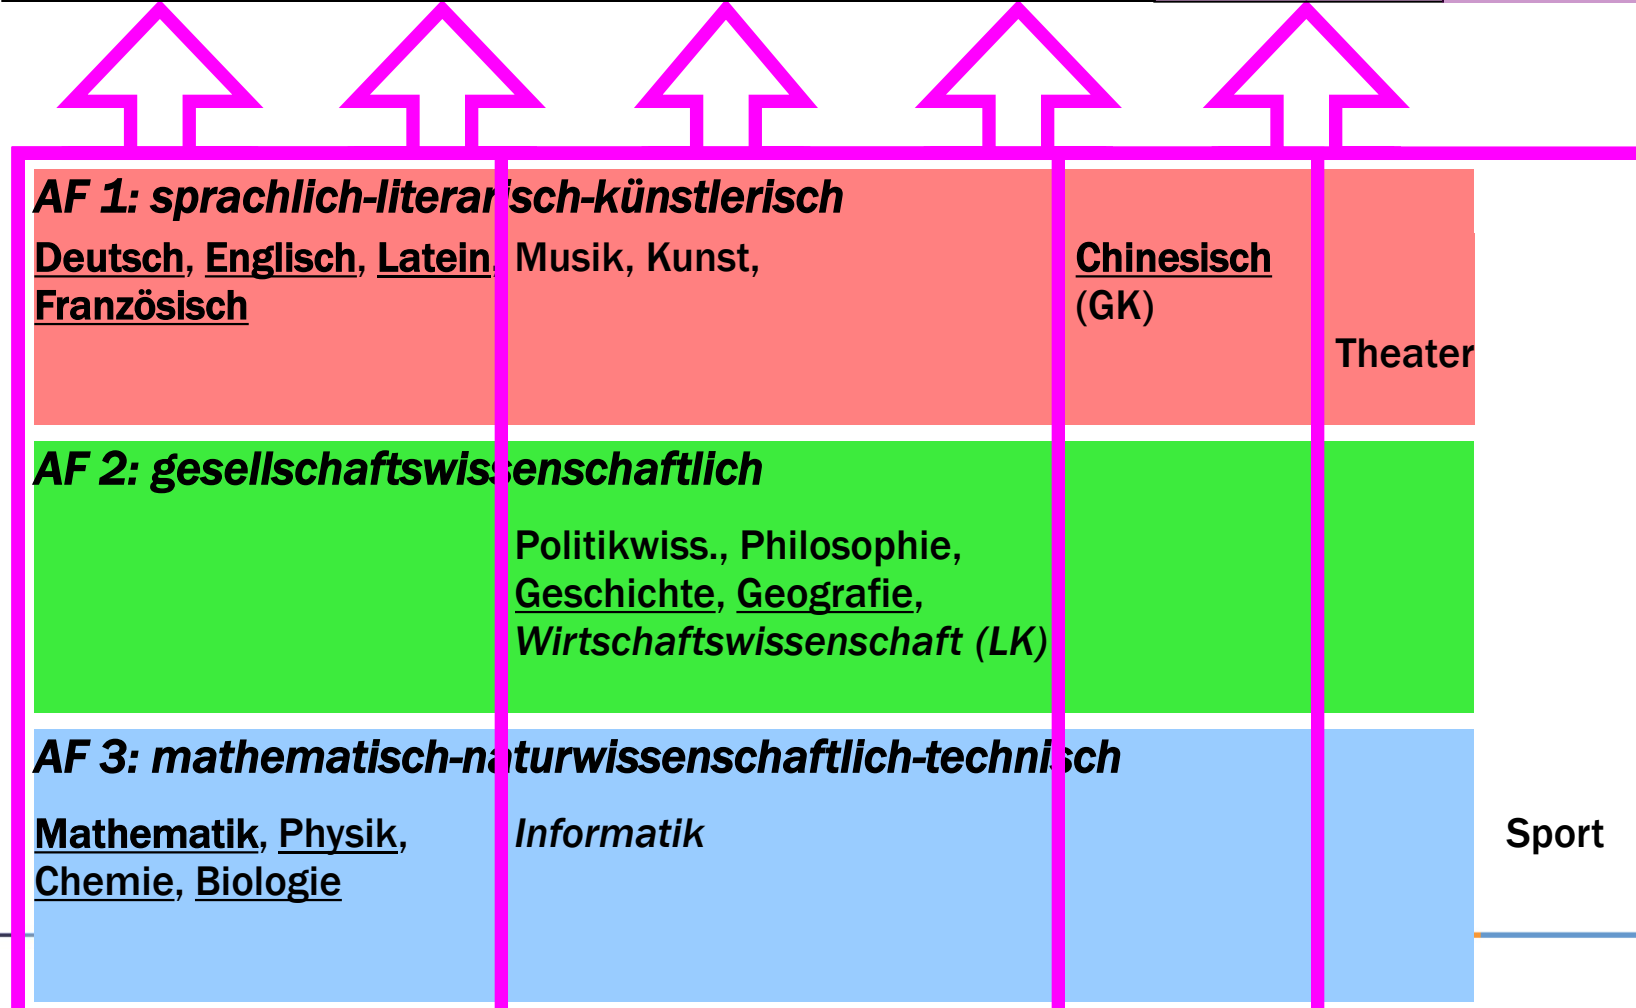 AF 1: sprachlich-literarisch-künstlerisch
Deutsch, Englisch, Latein, Musik, Kunst, Chinesisch
Französisch (GK)
Theater
AF 2: gesellschaftswissenschaftlich
Politikwiss., Philosophie,
Geschichte, Geografie,
Wirtschaftswissenschaft (LK)
AF 3: mathematisch-naturwissenschaftlich-technisch
Mathematik, Physik, Informatik Sport
Chemie, Biologie